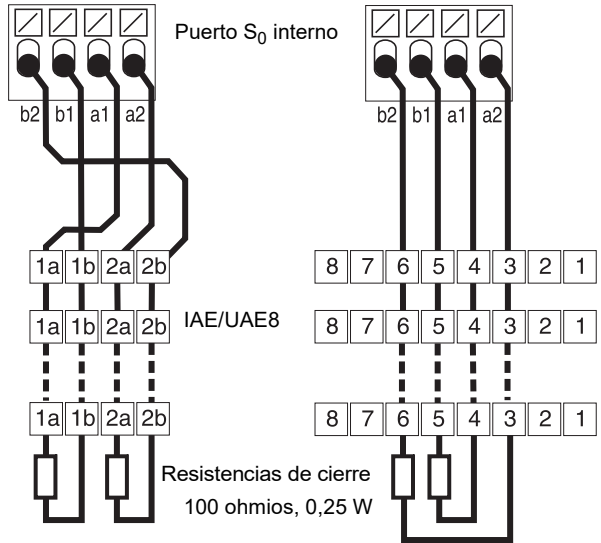 Puerto S0 interno
b2 b1 a1 a2
b2 b1 a1 a2
1a 1b 2a 2b
8 7 6 5 4 3 2 1
1a 1b 2a 2b
IAE/UAE8
8 7 6 5 4 3 2 1
1a 1b 2a 2b
8 7 6 5 4 3 2 1
Resistencias de cierre
100 ohmios, 0,25 W